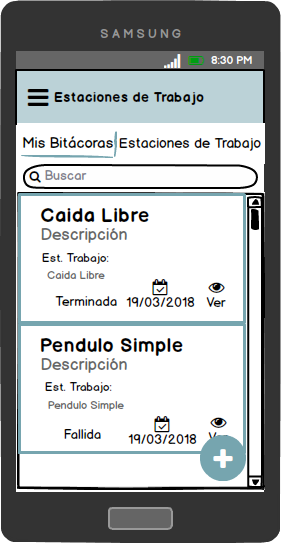 SAMSUNG
8:30 PM
Estaciones de Trabajo
Mis Bitácoras Estaciones de Trabajo
Buscar
Caida Libre
Descripción
Est. Trabajo:
Caida Libre
Terminada 19/03/2018 Ver
Pendulo Simple
Descripción
Est. Trabajo:
Pendulo Simple
Fallida 19/03/2018